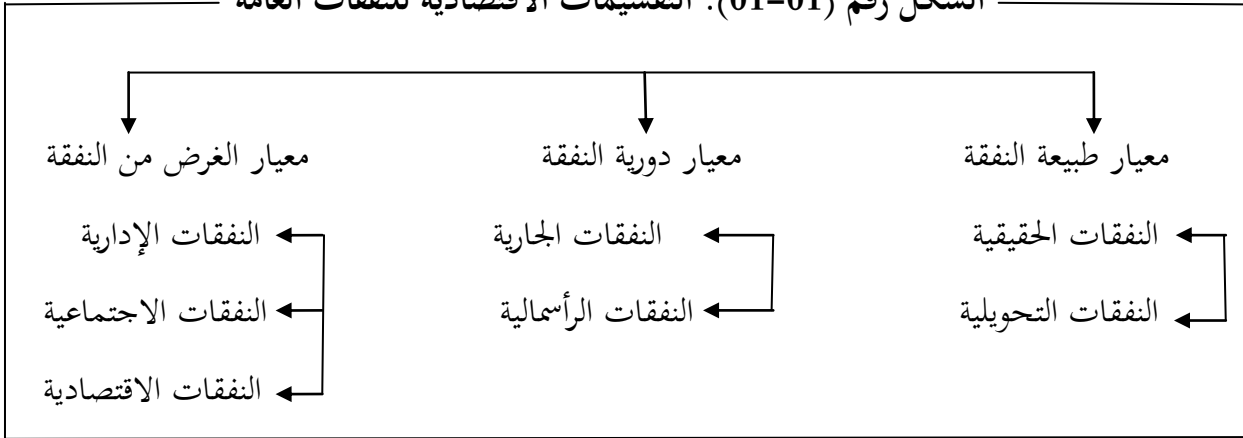 الشكل رقم (01-01): التقسيمات الاقتصادية للنفقات العامة
معيار طبيعة النفقة
معيار دورية النفقة
معيار الغرض من النفقة
النفقات الحقيقية
النفقات الجارية
النفقات الإدارية
النفقات التحويلية
النفقات الرأسمالية
النفقات الاجتماعية
النفقات الاقتصادية